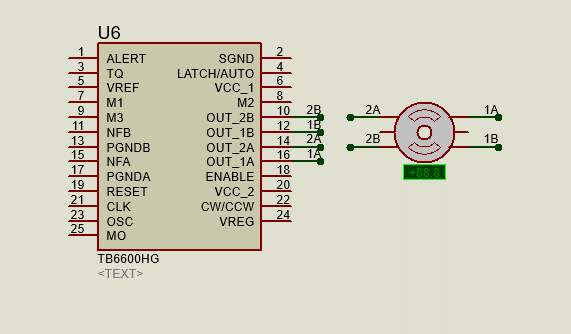 U6
1 ALERT SGND 2
3 TQ LATCH/AUTO 4
5 VREF VCC_1 6
7 M1 M2 8
9 M3 OUT_2B 10 2B
11 NFB OUT_1B 12 1B
13 PGNDB OUT_2A 14 2A
15 NFA OUT_1A 16 1A
17 PGNDA ENABLE 18
19 RESET VCC_2 20
21 CLK CW/CCW 22
23 OSC VREG 24
25 MO
TB6600HG
<TEXT>
2A 1A
2B 1B
+88.8